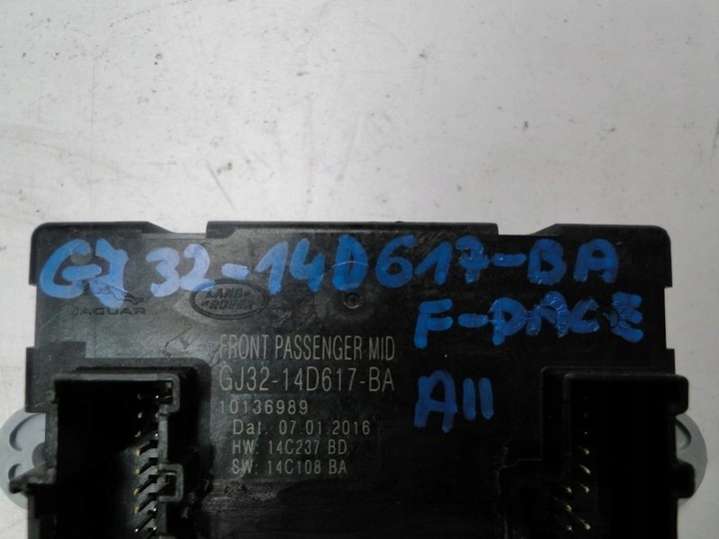 GJ32-14D617-BA
JAGUAR
LAND ROVER
F-PACE
FRONT PASSENGER MID
GJ32-14D617-BA
A11
10136989
Dat. 07.01.2016
HW: 14C237 BD
SW: 14C108 BA